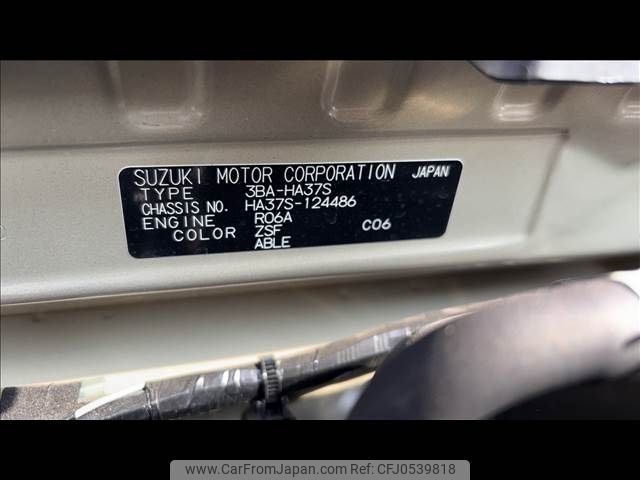 SUZUKI MOTOR CORPORATION JAPAN
TYPE 3BA-HA37S
CHASSIS NO. HA37S-124486
ENGINE R06A
COLOR ZSF C06
ABLE
www.CarFromJapan.com CFJ0539818